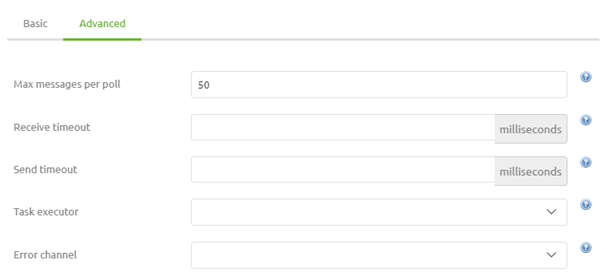 Basic Advanced
Max messages per poll 50
Receive timeout milliseconds
Send timeout milliseconds
Task executor
Error channel